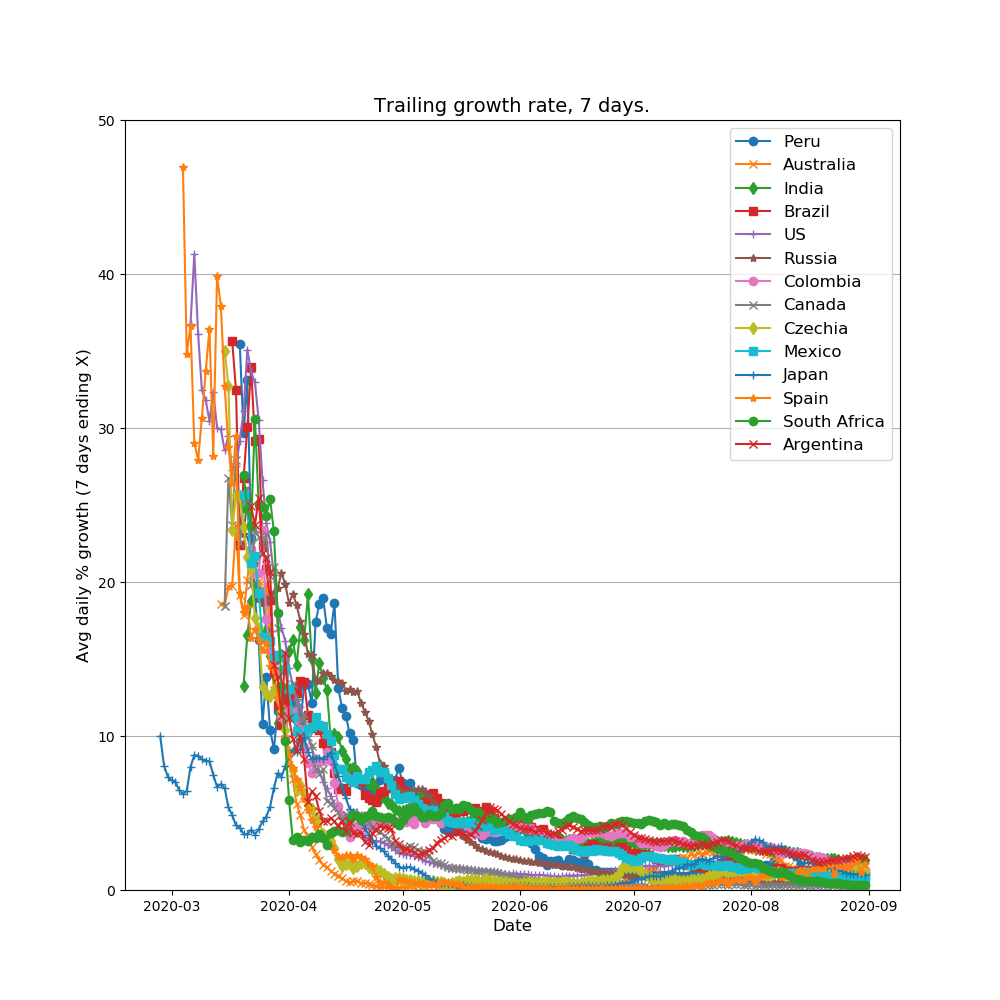 Trailing growth rate, 7 days.
50
40
30
20
10
0
Avg daily % growth (7 days ending X)
Peru
Australia
India
Brazil
US
Russia
Colombia
Canada
Czechia
Mexico
Japan
Spain
South Africa
Argentina
2020-03
2020-04
2020-05
2020-06
2020-07
2020-08
2020-09
Date